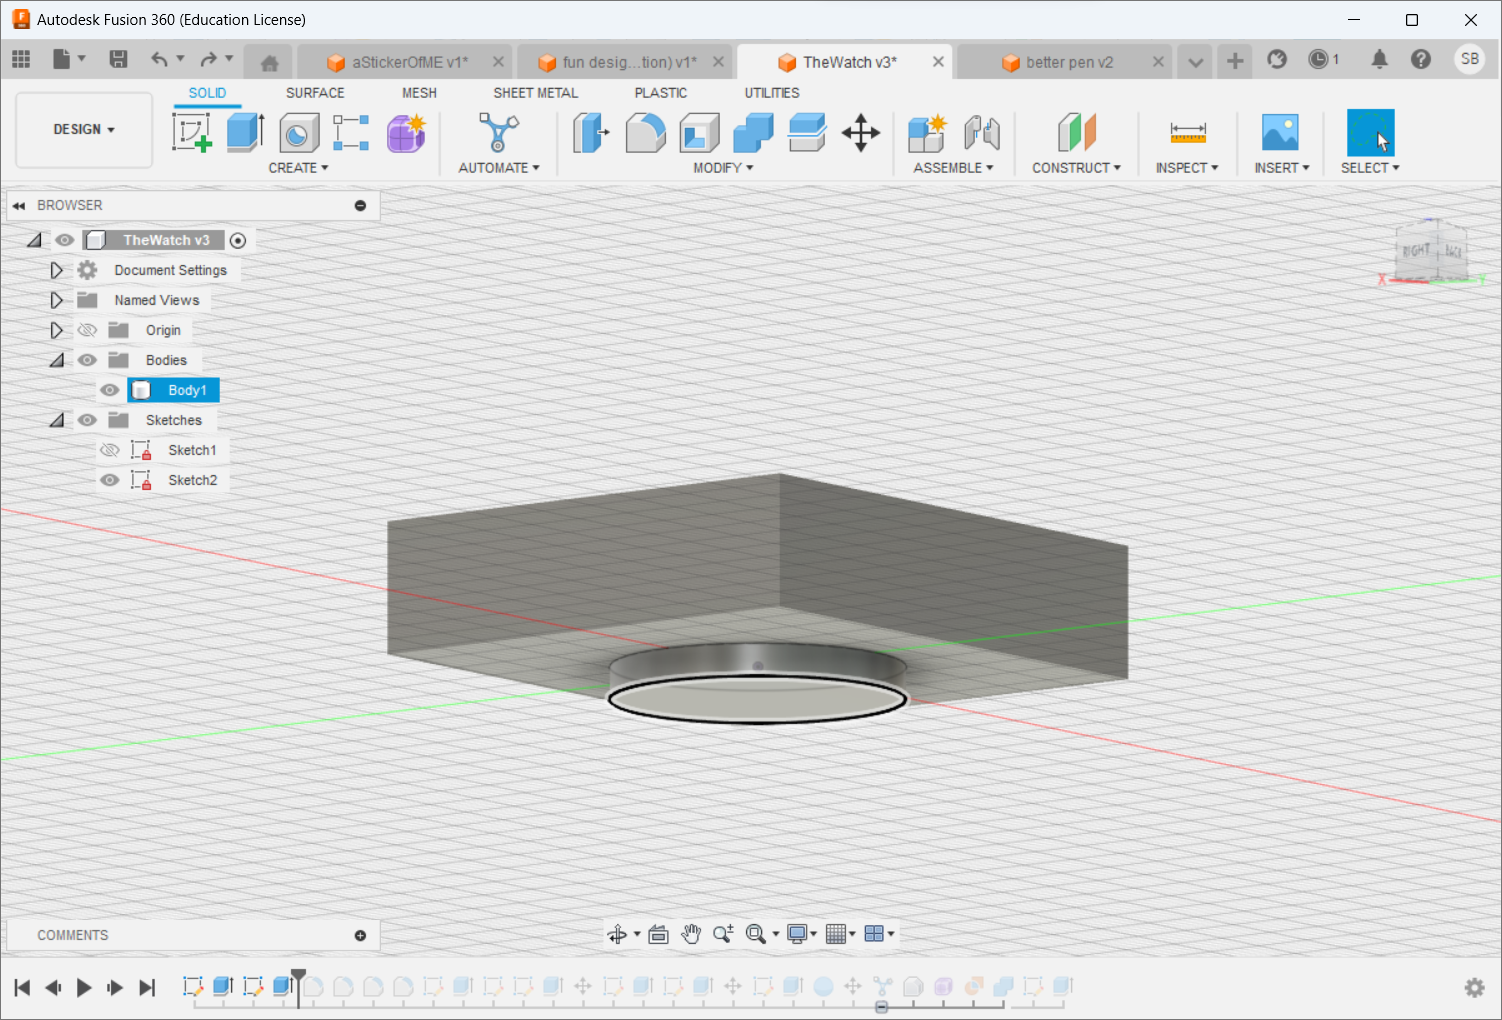 Autodesk Fusion 360 (Education License)
aStickerOfME v1*
fun desig...tion) v1*
TheWatch v3*
better pen v2
1
SB
DESIGN
SOLID
SURFACE
MESH
SHEET METAL
PLASTIC
UTILITIES
CREATE
AUTOMATE
MODIFY
ASSEMBLE
CONSTRUCT
INSPECT
INSERT
SELECT
BROWSER
TheWatch v3
Document Settings
Named Views
Origin
Bodies
Body1
Sketches
Sketch1
Sketch2
RIGHT
BACK
X
Y
COMMENTS